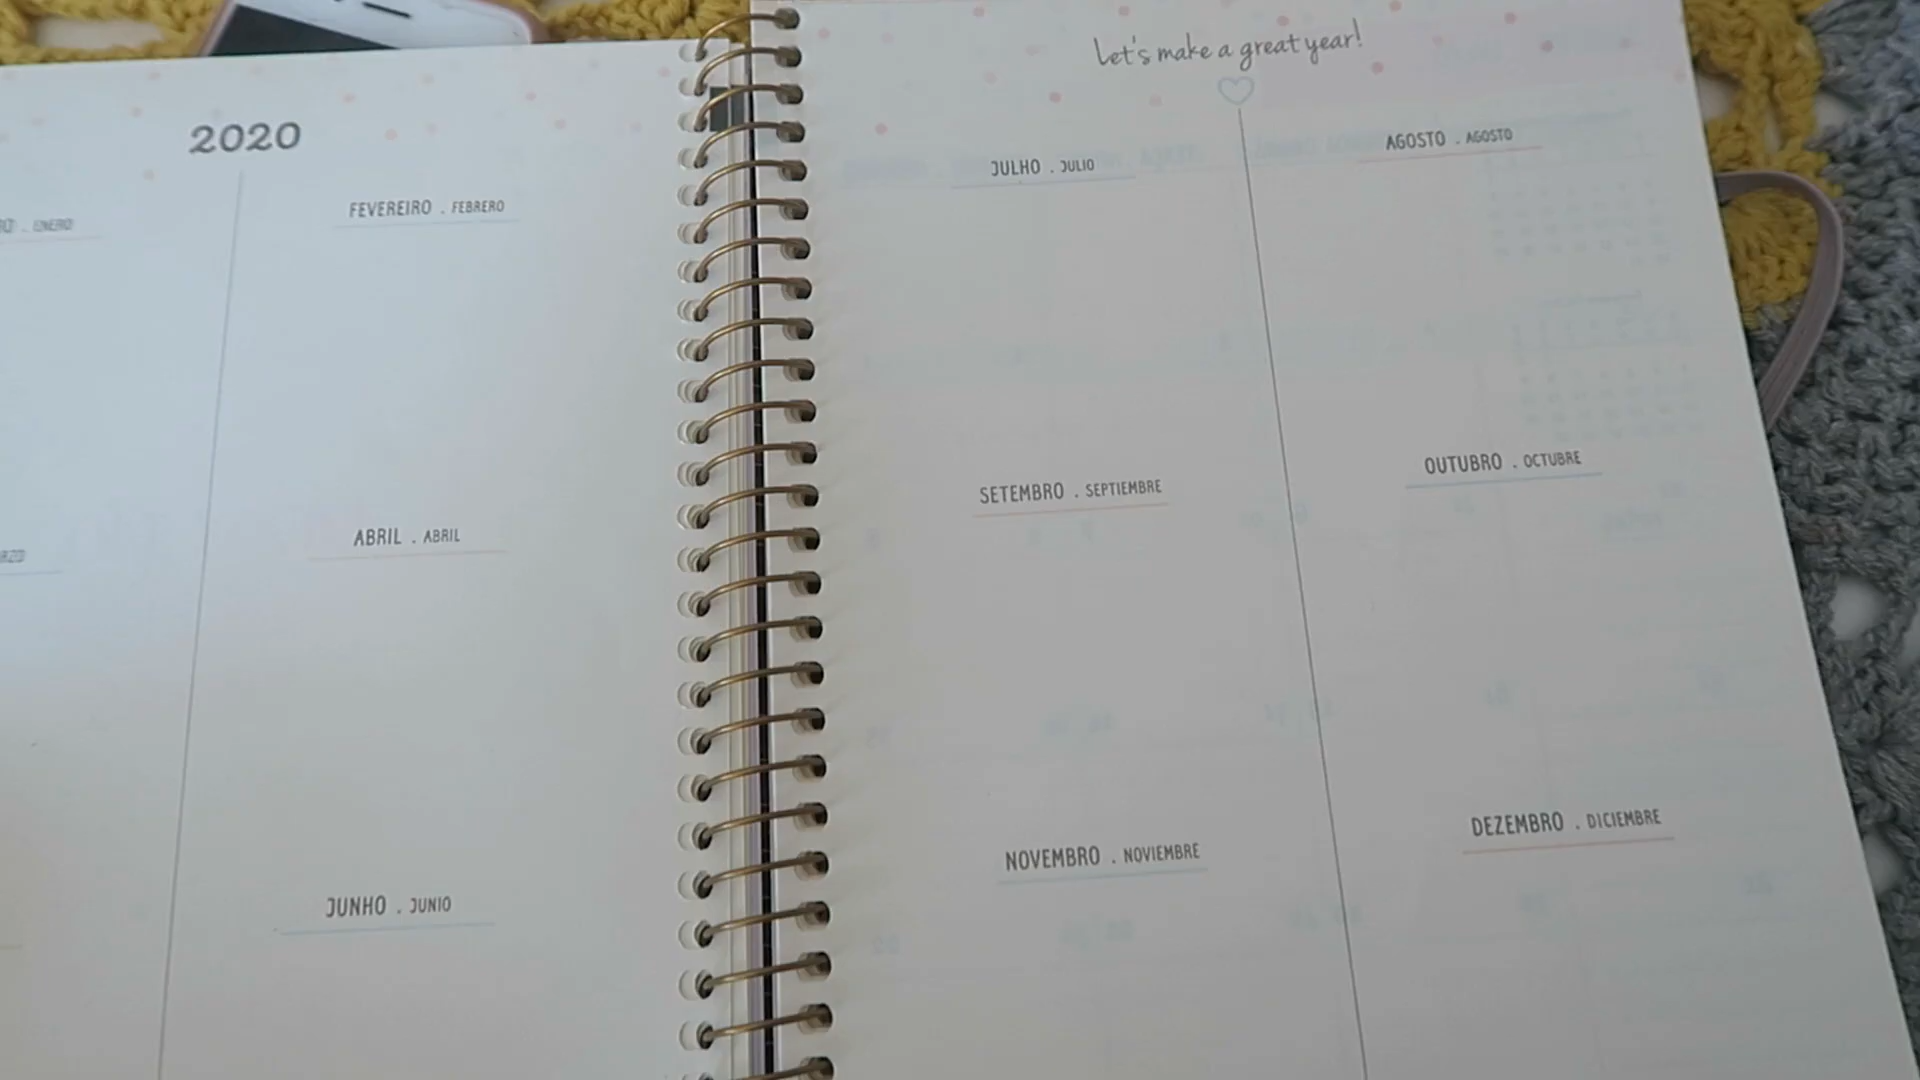 2020
ENERO
FEVEREIRO . FEBRERO
ABRIL . ABRIL
JUNHO . JUNIO
Let's make a great year!
JULHO . JULIO
AGOSTO . AGOSTO
SETEMBRO . SEPTIEMBRE
OUTUBRO . OCTUBRE
NOVEMBRO . NOVIEMBRE
DEZEMBRO . DICIEMBRE